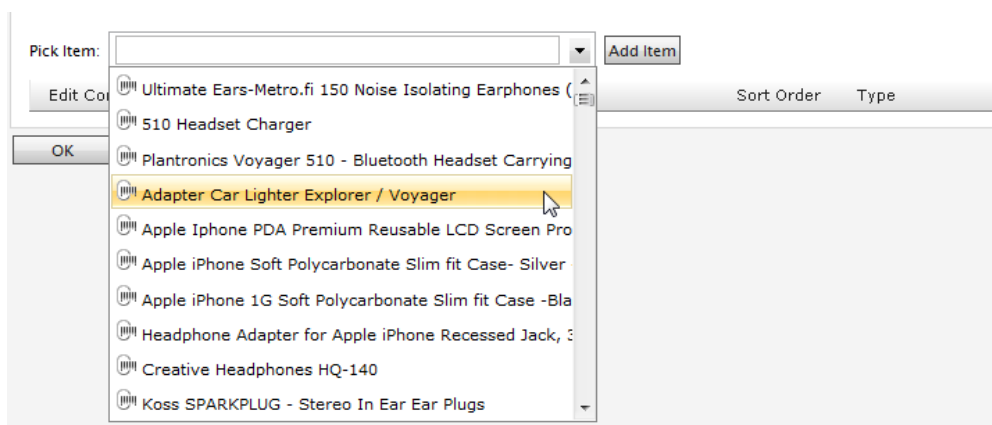 Pick Item: Add Item
Ultimate Ears-Metro.fi 150 Noise Isolating Earphones (
Edit Co Sort Order Type
510 Headset Charger
OK
Plantronics Voyager 510 - Bluetooth Headset Carrying
Adapter Car Lighter Explorer / Voyager
Apple Iphone PDA Premium Reusable LCD Screen Pro
Apple iPhone Soft Polycarbonate Slim fit Case- Silver
Apple iPhone 1G Soft Polycarbonate Slim fit Case -Bla
Headphone Adapter for Apple iPhone Recessed Jack, 3
Creative Headphones HQ-140
Koss SPARKPLUG - Stereo In Ear Ear Plugs